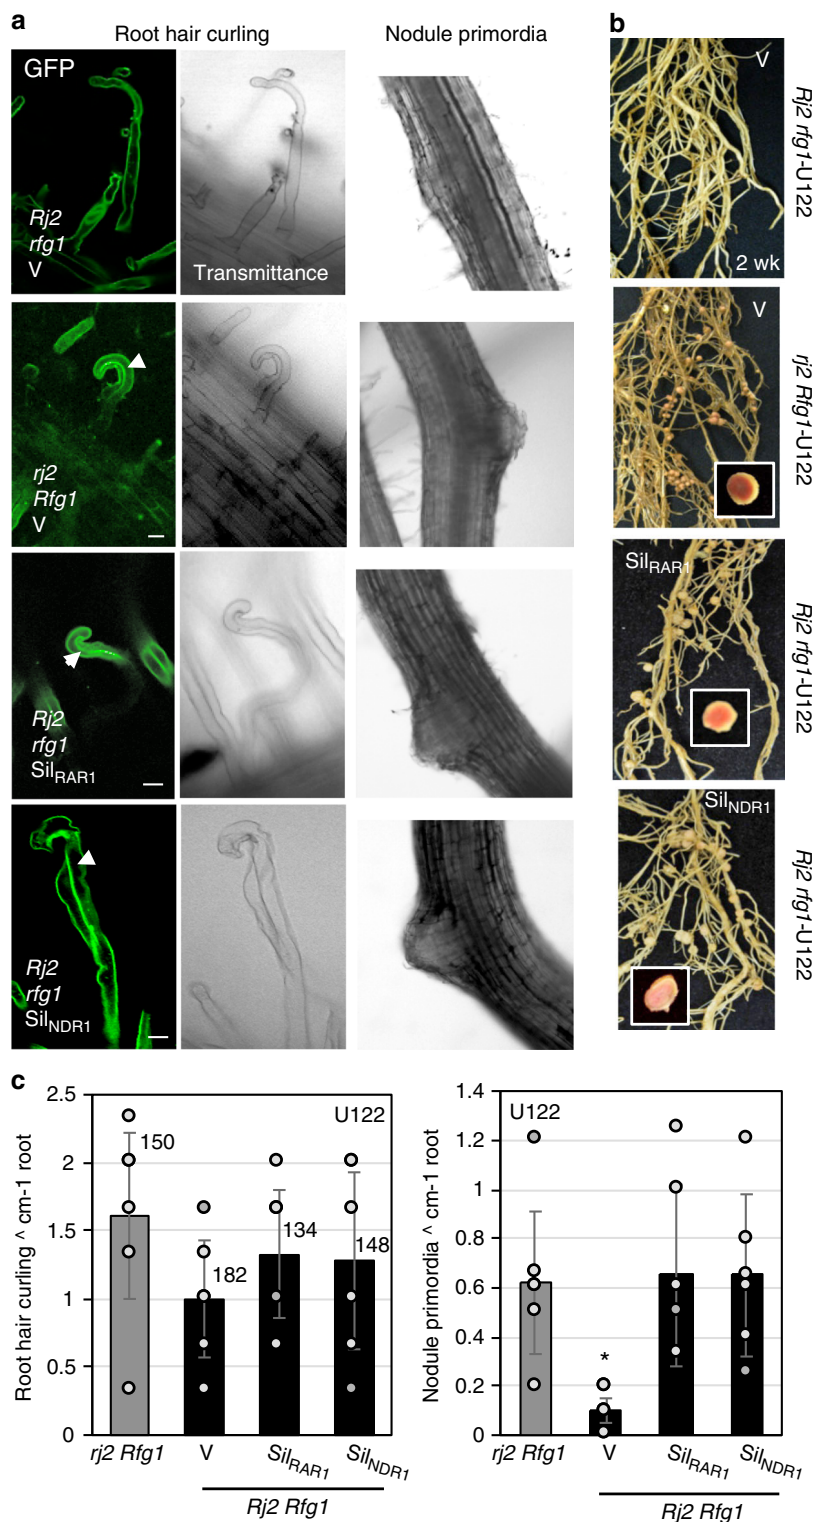 a
Root hair curling
Nodule primordia
GFP
Rj2
rfg1
V
Transmittance
rj2
Rfg1
V
Rj2
rfg1
SilRAR1
Rj2
rfg1
SilNDR1
b
V
2 wk
Rj2 rfg1-U122
V
rj2 Rfg1-U122
SilRAR1
Rj2 rfg1-U122
SilNDR1
Rj2 rfg1-U122
c
Root hair curling ^ cm-1 root
2.5
2
1.5
1
0.5
0
U122
150
182
134
148
rj2 Rfg1
V
SilRAR1
SilNDR1
Rj2 Rfg1
Nodule primordia ^ cm-1 root
1.4
1.2
1
0.8
0.6
0.4
0.2
0
U122
*
rj2 Rfg1
V
SilRAR1
SilNDR1
Rj2 Rfg1